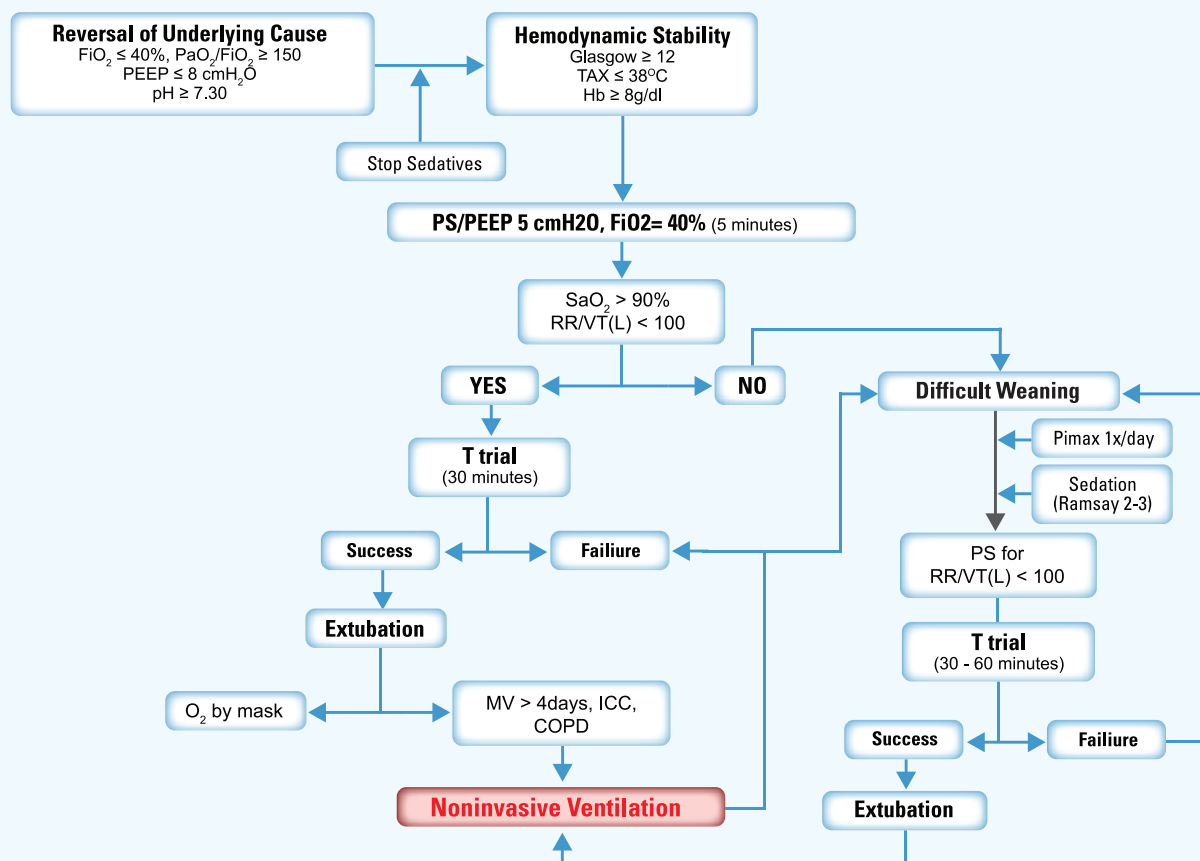 Reversal of Underlying Cause
FiO₂ ≤ 40%, PaO₂/FiO₂ ≥ 150
PEEP ≤ 8 cmH₂O
pH ≥ 7.30
Hemodynamic Stability
Glasgow ≥ 12
TAX ≤ 38ᴼC
Hb ≥ 8g/dl
Stop Sedatives
PS/PEEP 5 cmH2O, FiO2= 40% (5 minutes)
SaO₂ > 90%
RR/VT(L) < 100
YES
NO
Difficult Weaning
Pimax 1x/day
Sedation
(Ramsay 2-3)
T trial
(30 minutes)
Success
Failiure
PS for
RR/VT(L) < 100
Extubation
T trial
(30 - 60 minutes)
O₂ by mask
MV > 4days, ICC,
COPD
Success
Failiure
Noninvasive Ventilation
Extubation